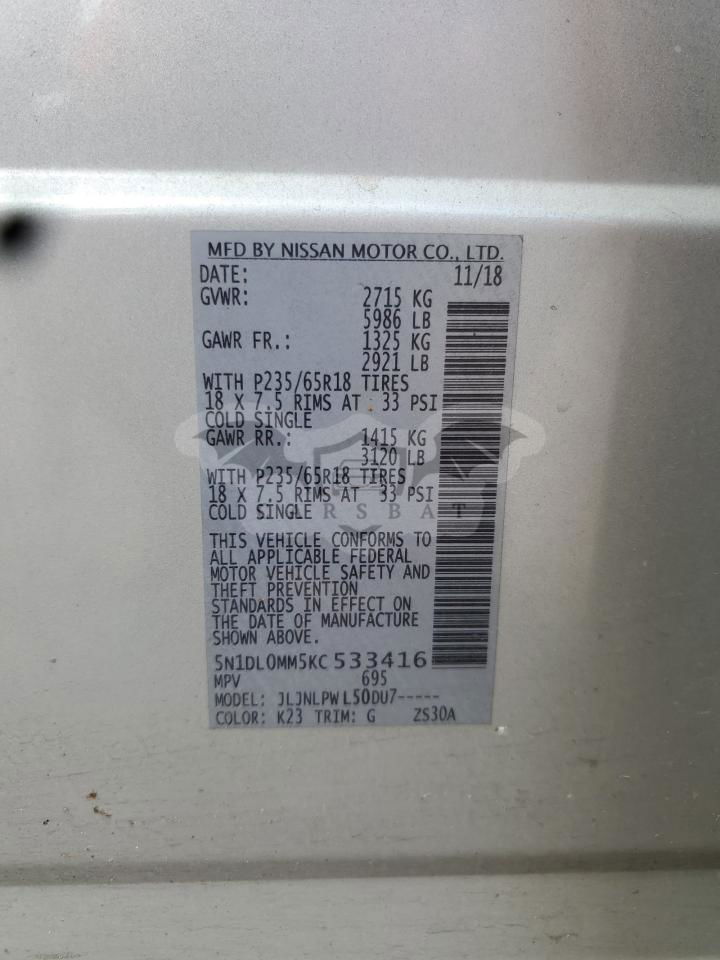 MFD BY NISSAN MOTOR CO., LTD.
DATE: 11/18
GVWR: 2715 KG
5986 LB
GAWR FR.: 1325 KG
2921 LB
WITH P235/65R18 TIRES
18 X 7.5 RIMS AT 33 PSI
COLD SINGLE
GAWR RR.: 1415 KG
3120 LB
WITH P235/65R18 TIRES
18 X 7.5 RIMS AT 33 PSI
COLD SINGLE
RSBAT
THIS VEHICLE CONFORMS TO
ALL APPLICABLE FEDERAL
MOTOR VEHICLE SAFETY AND
THEFT PREVENTION
STANDARDS IN EFFECT ON
THE DATE OF MANUFACTURE
SHOWN ABOVE.
5N1DL0MM5KC533416
MPV 695
MODEL: JLJNLPWL50DU7-----
COLOR: K23 TRIM: G ZS30A